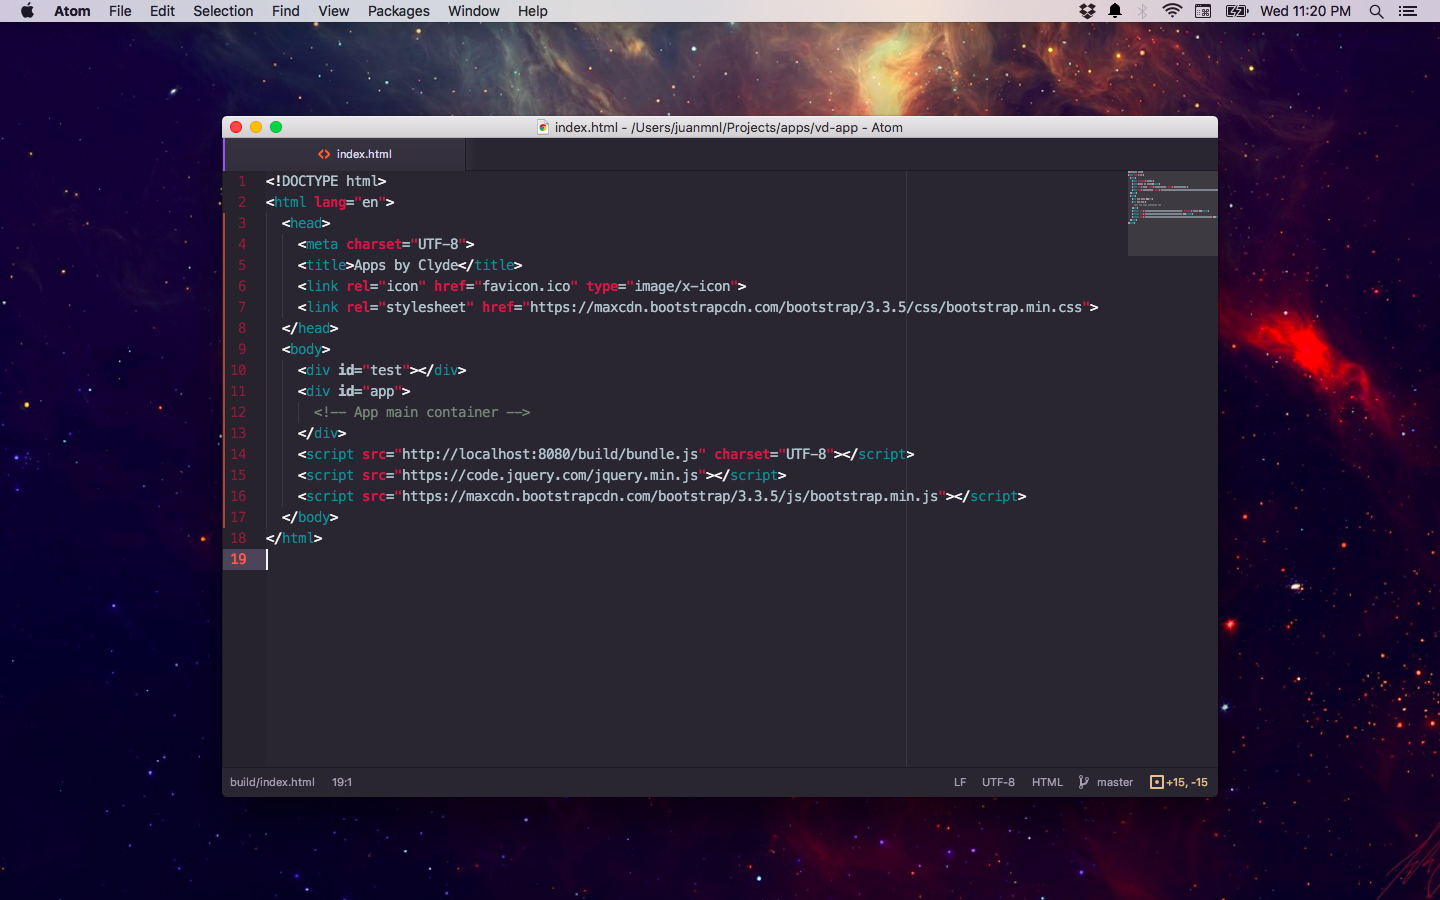 Atom File Edit Selection Find View Packages Window Help Wed 11:20 PM
index.html - /Users/juanmnl/Projects/apps/vd-app - Atom
index.html
1 <!DOCTYPE html>
2 <html lang="en">
3 <head>
4 <meta charset="UTF-8">
5 <title>Apps by Clyde</title>
6 <link rel="icon" href="favicon.ico" type="image/x-icon">
7 <link rel="stylesheet" href="https://maxcdn.bootstrapcdn.com/bootstrap/3.3.5/css/bootstrap.min.css">
8 </head>
9 <body>
10 <div id="test"></div>
11 <div id="app">
12 <!-- App main container -->
13 </div>
14 <script src="http://localhost:8080/build/bundle.js" charset="UTF-8"></script>
15 <script src="https://code.jquery.com/jquery.min.js"></script>
16 <script src="https://maxcdn.bootstrapcdn.com/bootstrap/3.3.5/js/bootstrap.min.js"></script>
17 </body>
18 </html>
19
build/index.html 19:1 LF UTF-8 HTML master +15, -15